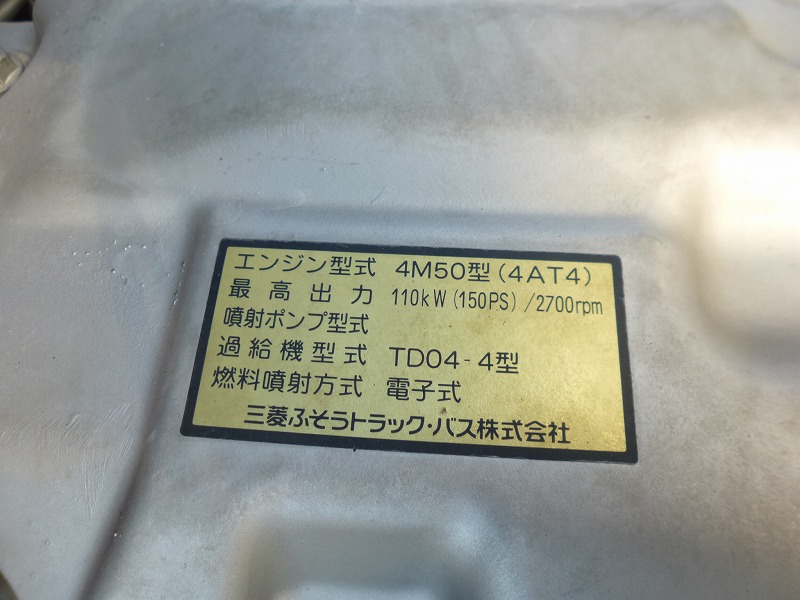 エンジン型式 4M50型(4AT4)
最高出力 110kW(150PS)/2700rpm
噴射ポンプ型式
過給機型式 TD04-4型
燃料噴射方式 電子式
三菱ふそうトラック・バス株式会社